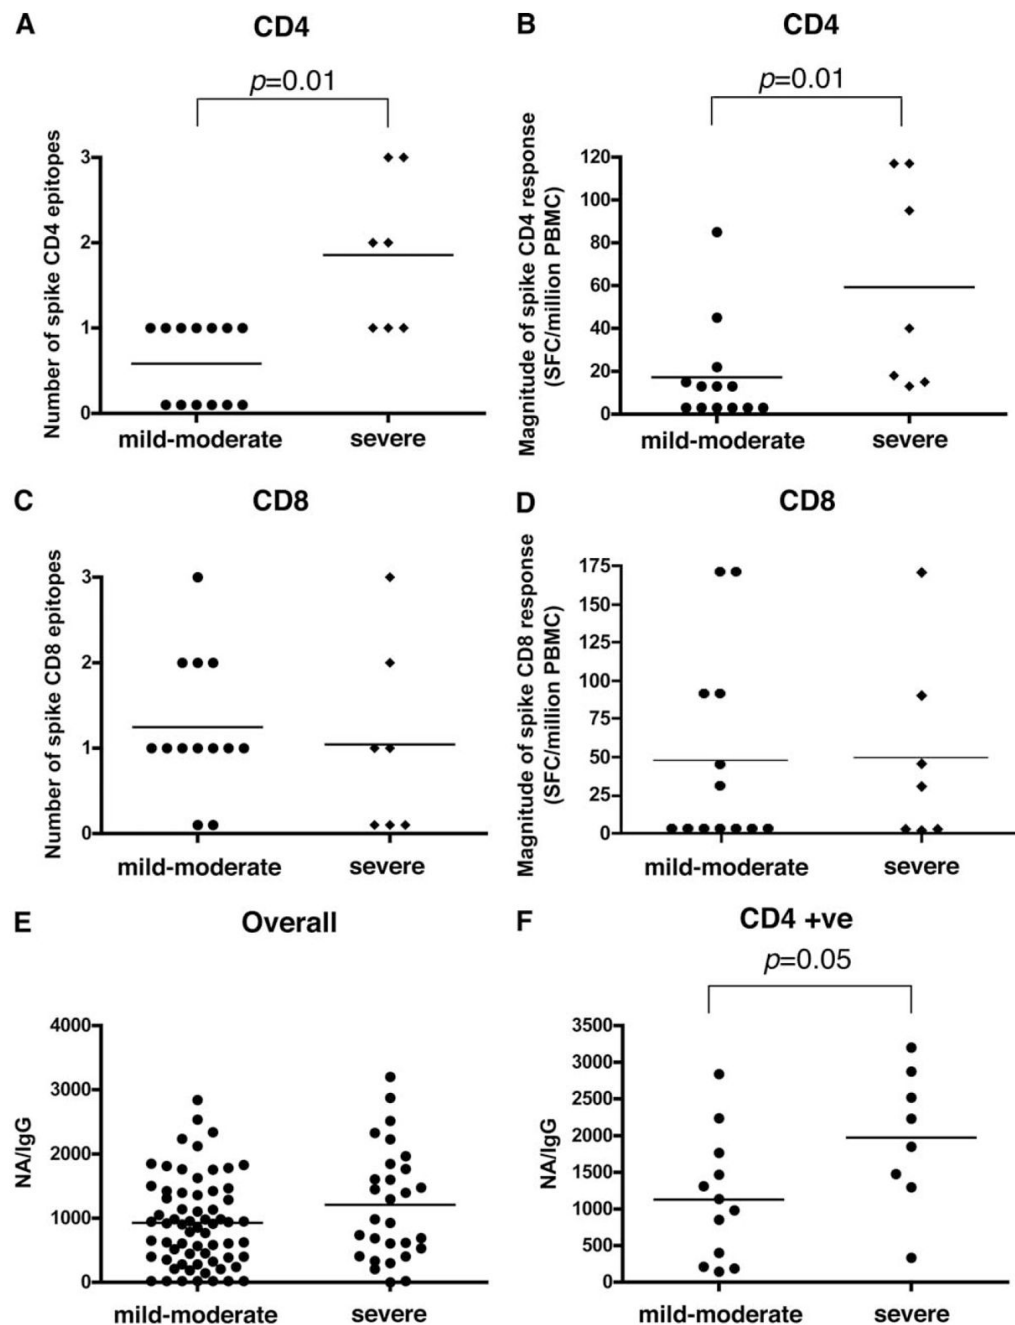 A
CD4
p=0.01
Number of spike CD4 epitopes
3
2
1
0
mild-moderate
severe
B
CD4
p=0.01
Magnitude of spike CD4 response
(SFC/million PBMC)
120
100
80
60
40
20
0
mild-moderate
severe
C
CD8
Number of spike CD8 epitopes
3
2
1
0
mild-moderate
severe
D
CD8
Magnitude of spike CD8 response
(SFC/million PBMC)
175
150
125
100
75
50
25
0
mild-moderate
severe
E
Overall
NA/IgG
4000
3000
2000
1000
0
mild-moderate
severe
F
CD4 +ve
p=0.05
NA/IgG
3500
3000
2500
2000
1500
1000
500
0
mild-moderate
severe